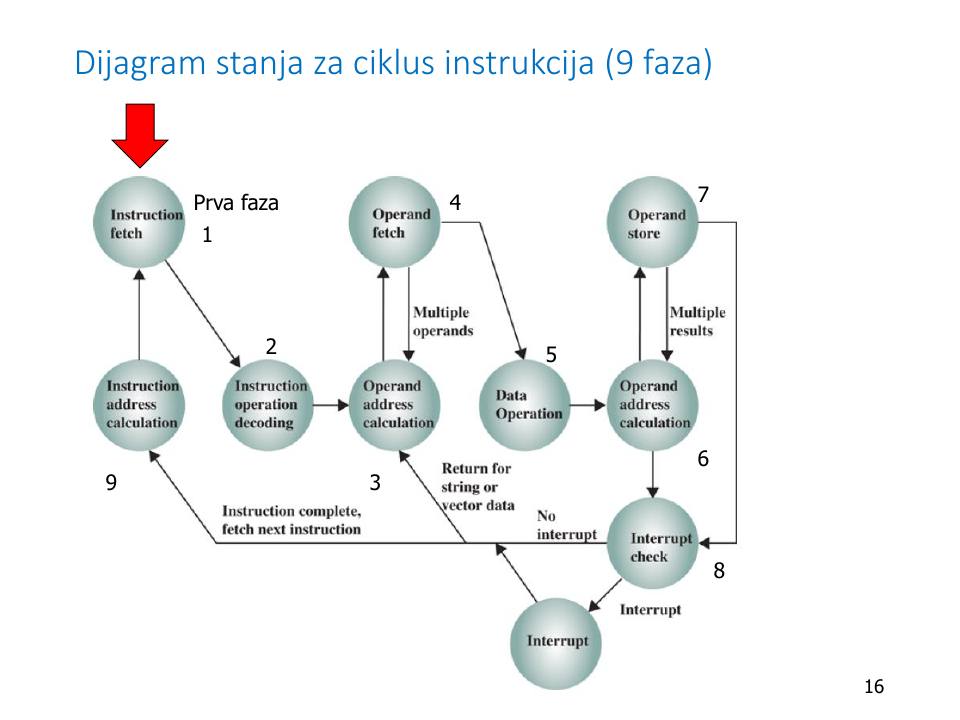 Dijagram stanja za ciklus instrukcija (9 faza)
Instruction
fetch
Prva faza
1
Operand
fetch
4
Operand
store
7
Multiple
operands
Multiple
results
2
5
Instruction
address
calculation
Instruction
operation
decoding
Operand
address
calculation
Data
Operation
Operand
address
calculation
9
3
6
Return for
string or
vector data
Instruction complete,
fetch next instruction
No
interrupt
Interrupt
check
8
Interrupt
Interrupt
16